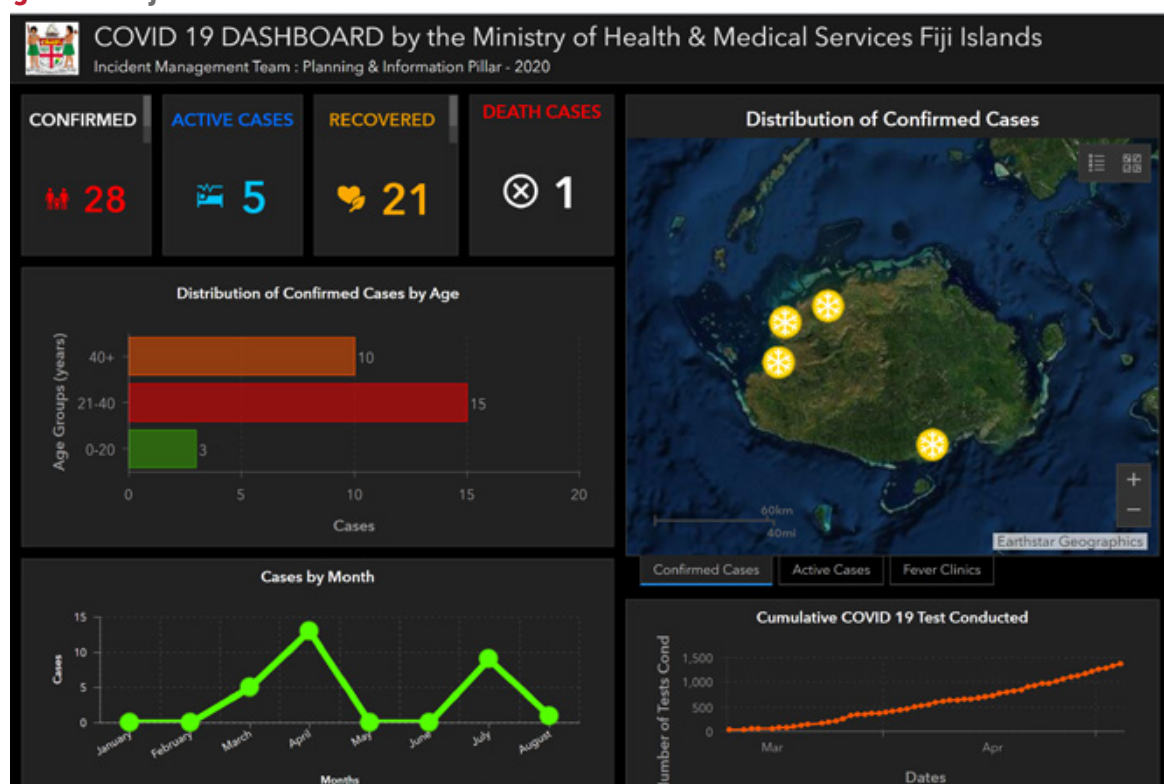 COVID 19 DASHBOARD by the Ministry of Health & Medical Services Fiji Islands
Incident Management Team : Planning & Information Pillar - 2020
CONFIRMED
28
ACTIVE CASES
5
RECOVERED
21
DEATH CASES
1
Distribution of Confirmed Cases by Age
Age Groups (years)
40+
10
21-40
15
0-20
3
0 5 10 15 20
Cases
Cases by Month
Cases
15
10
5
0
January February March April May June July August
Months
Distribution of Confirmed Cases
60km
40mi
+
−
Earthstar Geographics
Confirmed Cases Active Cases Fever Clinics
Cumulative COVID 19 Test Conducted
umber of Tests Cond
1,500
1,000
500
0
Mar Apr
Dates